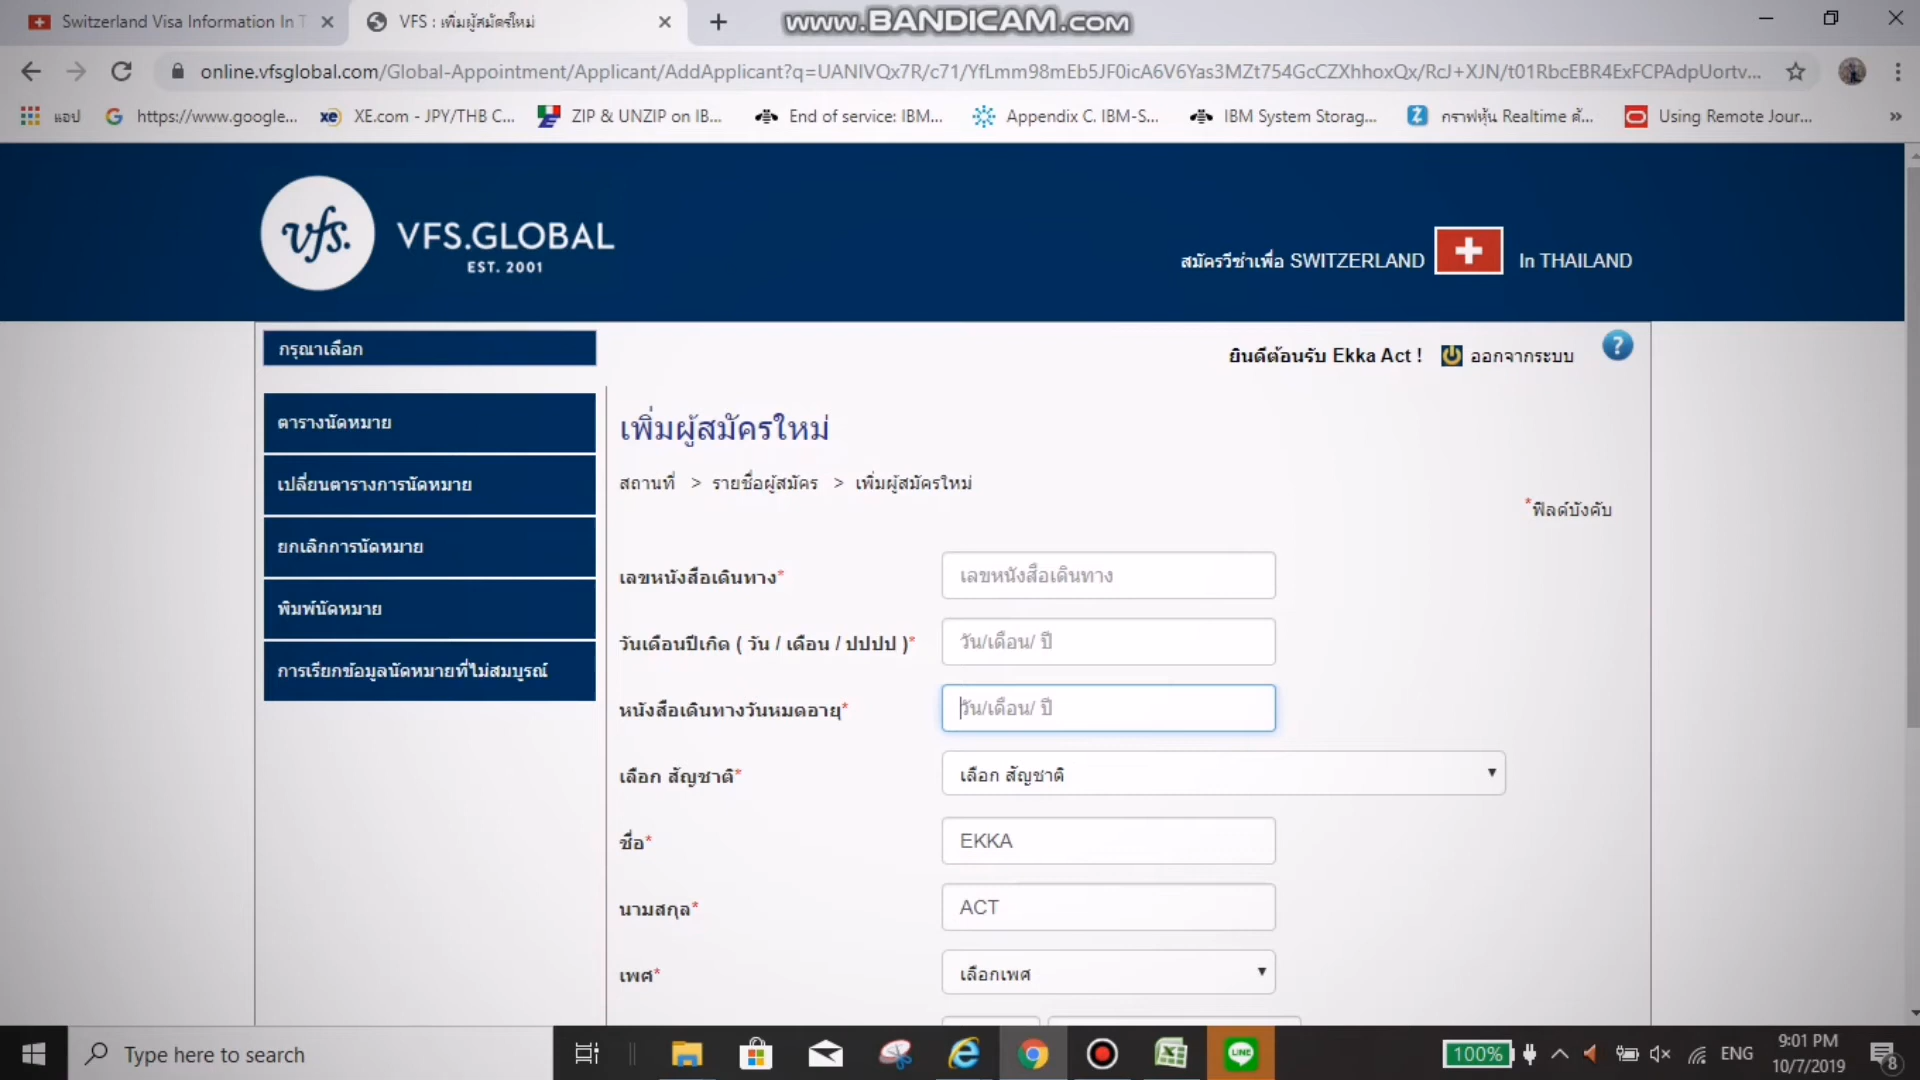 Switzerland Visa Information In T
VFS : เพิ่มผู้สมัครใหม่
www.BANDICAM.com
online.vfsglobal.com/Global-Appointment/Applicant/AddApplicant?q=UANIVQx7R/c71/YfLmm98mEb5JF0icA6V6Yas3MZt754GcCZXhhoxQx/RcJ+XJN/t01RbcEBR4ExFCPAdpUortv...
แอป
https://www.google...
XE.com - JPY/THB C...
ZIP & UNZIP on IB...
End of service: IBM...
Appendix C. IBM-S...
IBM System Storag...
กราฟหุ้น Realtime ตั้...
Using Remote Jour...
vfs.
VFS.GLOBAL
EST. 2001
สมัครวีซ่าเพื่อ SWITZERLAND
In THAILAND
กรุณาเลือก
ยินดีต้อนรับ Ekka Act !
ออกจากระบบ
?
ตารางนัดหมาย
เปลี่ยนตารางการนัดหมาย
ยกเลิกการนัดหมาย
พิมพ์นัดหมาย
การเรียกข้อมูลนัดหมายที่ไม่สมบูรณ์
เพิ่มผู้สมัครใหม่
สถานที่ > รายชื่อผู้สมัคร > เพิ่มผู้สมัครใหม่
*ฟิลด์บังคับ
เลขหนังสือเดินทาง*
เลขหนังสือเดินทาง
วันเดือนปีเกิด ( วัน / เดือน / ปปปป )*
วัน/เดือน/ ปี
หนังสือเดินทางวันหมดอายุ*
วัน/เดือน/ ปี
เลือก สัญชาติ*
เลือก สัญชาติ
ชื่อ*
EKKA
นามสกุล*
ACT
เพศ*
เลือกเพศ
Type here to search
LINE
100%
ENG
9:01 PM
10/7/2019
8